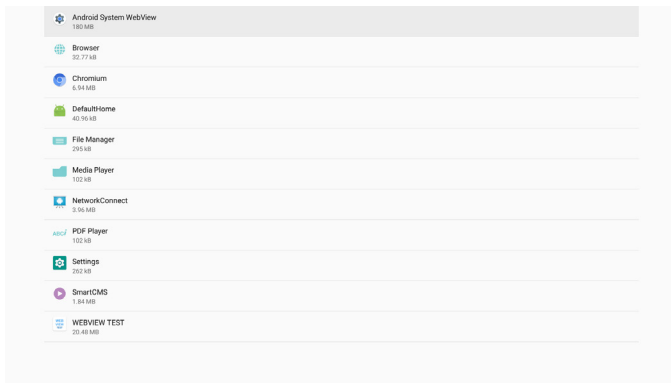 Android System WebView
180 MB
Browser
32.77 kB
Chromium
6.94 MB
DefaultHome
40.96 kB
File Manager
295 kB
Media Player
102 kB
NetworkConnect
3.96 MB
PDF Player
102 kB
Settings
262 kB
SmartCMS
1.84 MB
WEBVIEW TEST
20.48 MB